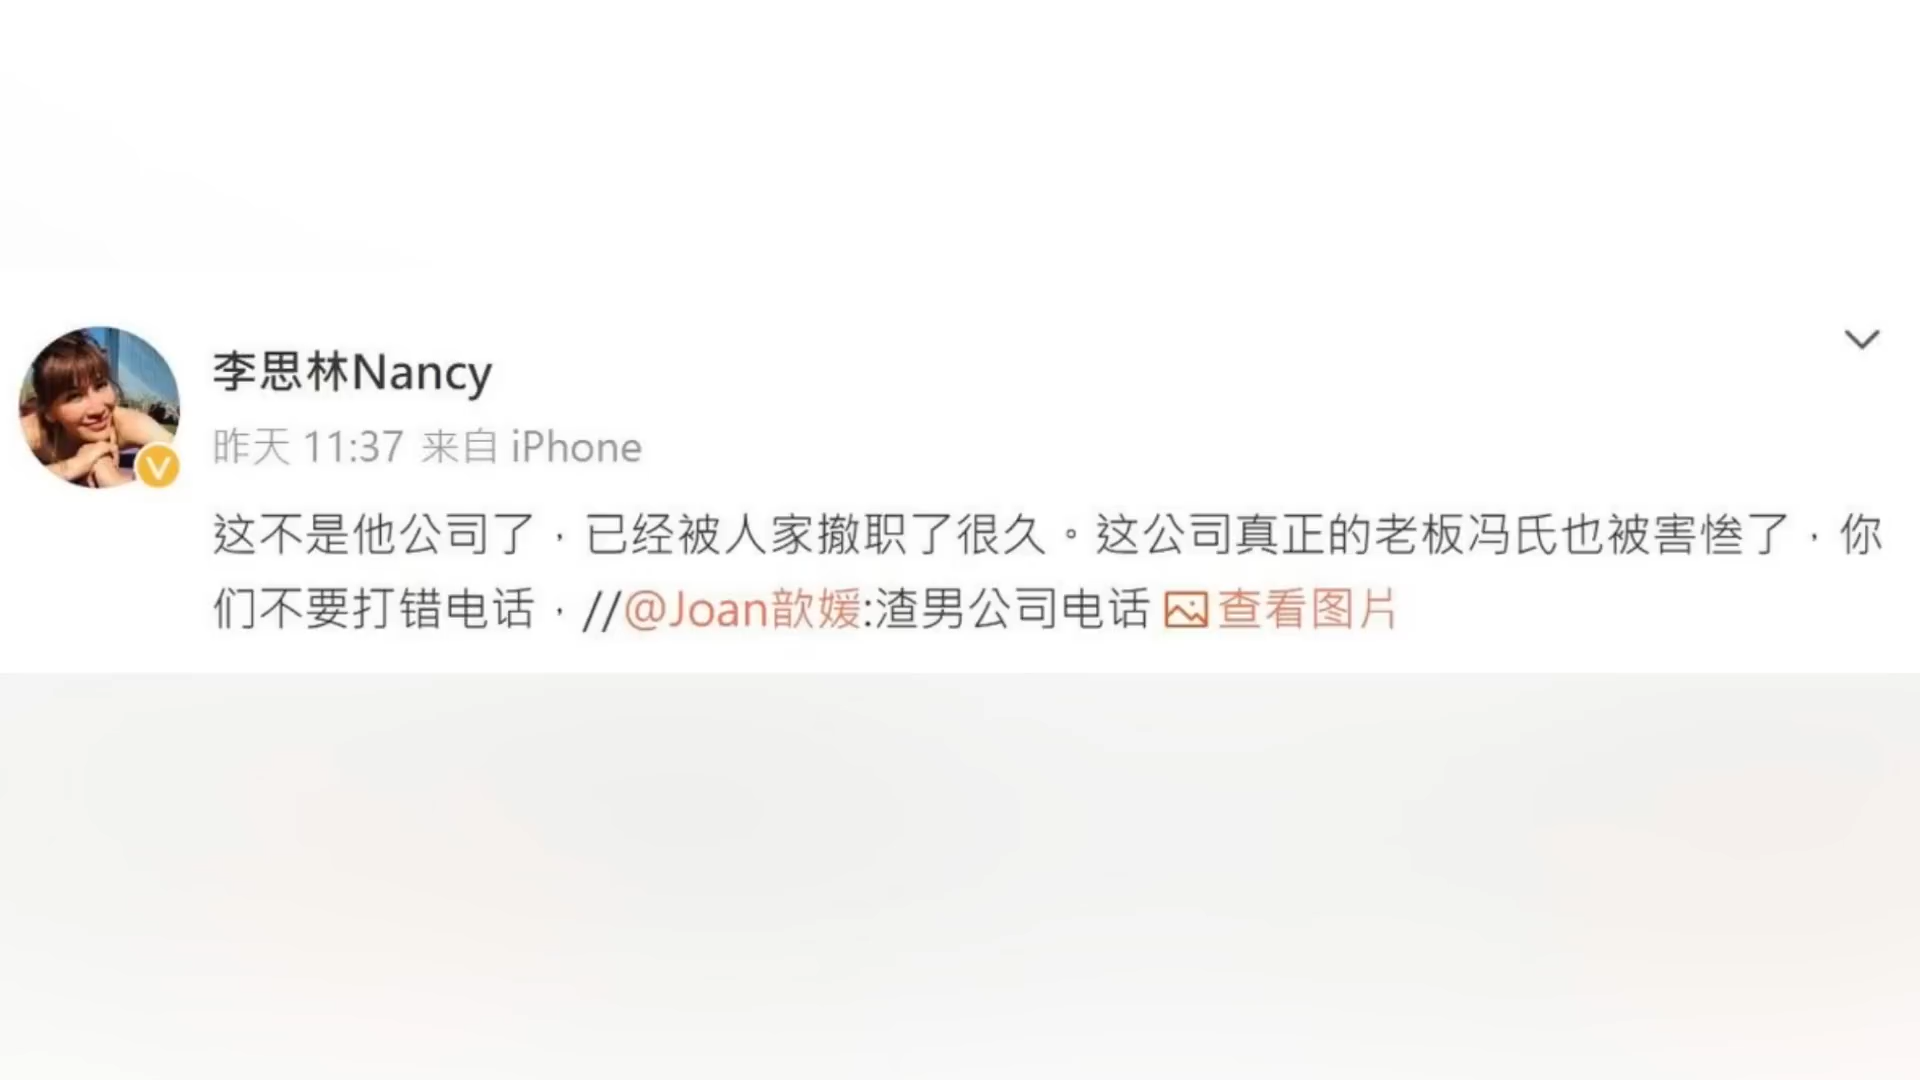 李思林Nancy
昨天 11:37 来自 iPhone
这不是他公司了，已经被人家撤职了很久。这公司真正的老板冯氏也被害惨了，你
们不要打错电话，//@Joan歆媛:渣男公司电话 查看图片